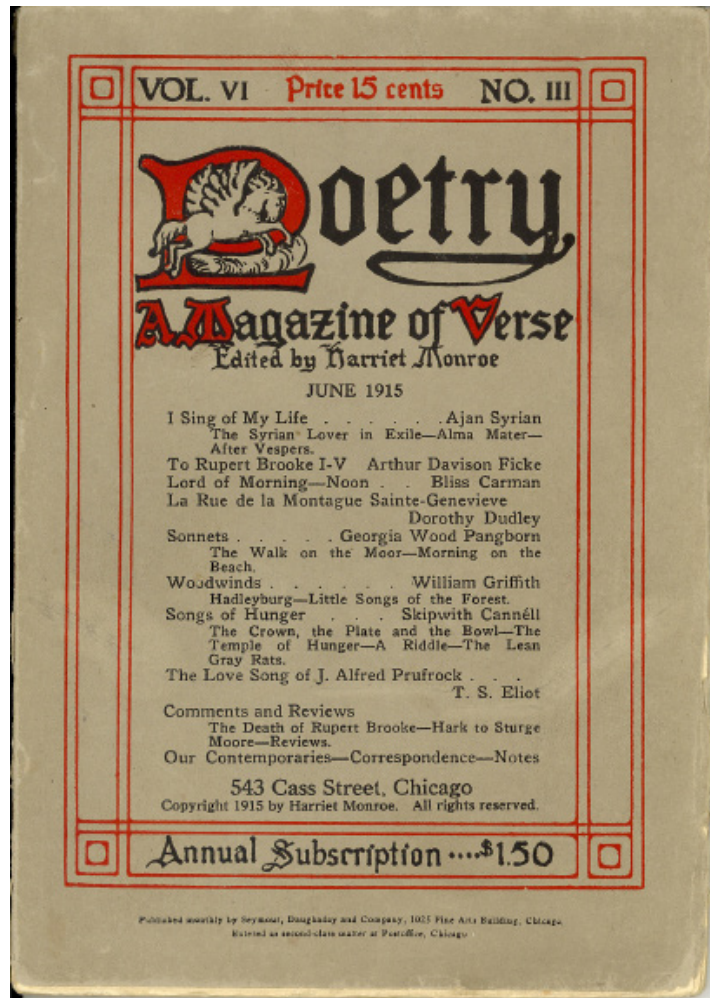 VOL. VI Price 15 cents NO. III
Poetry
A Magazine of Verse
Edited by Harriet Monroe
JUNE 1915
I Sing of My Life . . . . . . . Ajan Syrian
The Syrian Lover in Exile—Alma Mater—
After Vespers.
To Rupert Brooke I-V Arthur Davison Ficke
Lord of Morning—Noon . . Bliss Carman
La Rue de la Montague Sainte-Genevieve
Dorothy Dudley
Sonnets . . . . . Georgia Wood Pangborn
The Walk on the Moor—Morning on the
Beach.
Woodwinds . . . . . . William Griffith
Hadleyburg—Little Songs of the Forest.
Songs of Hunger . . . Skipwith Cannéll
The Crown, the Plate and the Bowl—The
Temple of Hunger—A Riddle—The Lean
Gray Rats.
The Love Song of J. Alfred Prufrock . . .
T. S. Eliot
Comments and Reviews
The Death of Rupert Brooke—Hark to Sturge
Moore—Reviews.
Our Contemporaries—Correspondence—Notes
543 Cass Street, Chicago
Copyright 1915 by Harriet Monroe. All rights reserved.
Annual Subscription ....$1.50
Published monthly by Seymour, Daughaday and Company, 1025 Fine Arts Building, Chicago.
Entered as second-class matter at Postoffice, Chicago